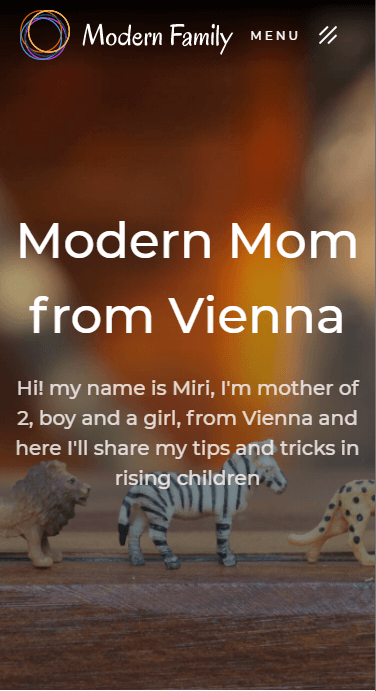 Modern Family MENU
Modern Mom
from Vienna
Hi! my name is Miri, I'm mother of
2, boy and a girl, from Vienna and
here I'll share my tips and tricks in
rising children